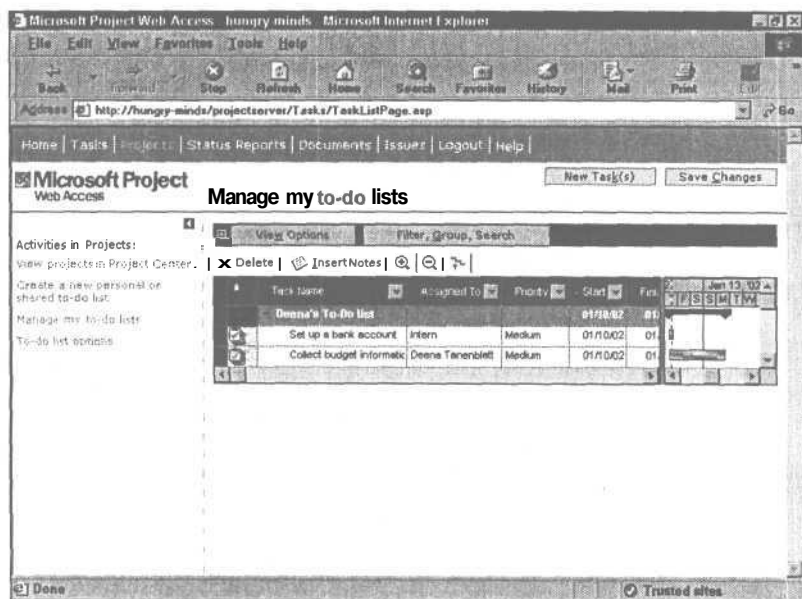 Microsoft Project Web Access hungry minds Microsoft Internet Explorer
File Edit View Favorites Tools Help
Back Forward Stop Refresh Home Search Favorites History Mail Print Edit
Address http://hungry-minds/projectserver/Tasks/TaskListPage.asp Go
Home | Tasks | Projects | Status Reports | Documents | Issues | Logout | Help |
Microsoft Project
Web Access
New Task(s) Save Changes
Manage my to-do lists
View Options Filter, Group, Search
Activities in Projects:
View projects in Project Center.
Create a new personal or
shared to-do list
Manage my to-do lists
To-do list options
| X Delete | Insert Notes |
Task Name Assigned To Priority Start Fini Jan 13, '02
F S S M T W
Deena's To-Do list 01/10/02 01/
Set up a bank account Intern Medium 01/10/02 01/
Collect budget informatic Deena Tanenblett Medium 01/10/02 01/
Done Trusted sites